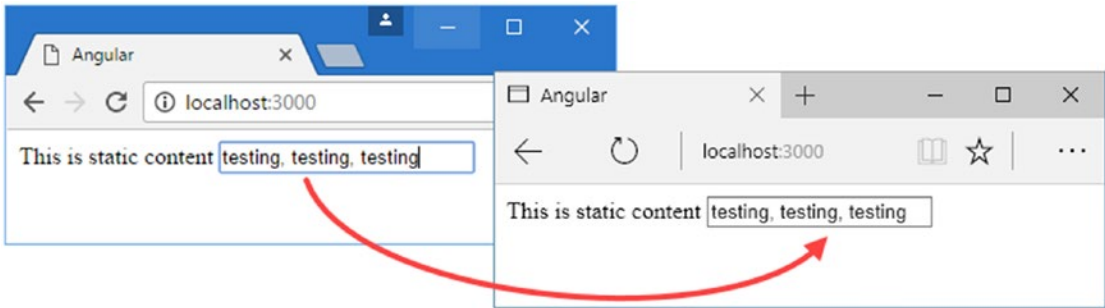 Angular
localhost:3000
This is static content testing, testing, testing
Angular
localhost:3000
This is static content testing, testing, testing